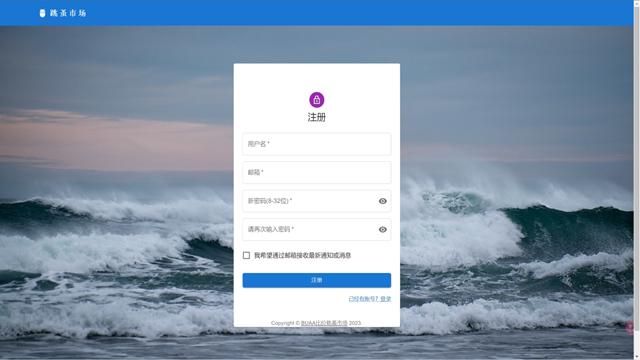 跳蚤市场
注册
用户名 *
邮箱 *
新密码(8-32位) *
请再次输入密码 *
我希望通过邮箱接收最新通知或消息
注册
已经有账号? 登录
Copyright © BUAA比价跳蚤市场 2023.